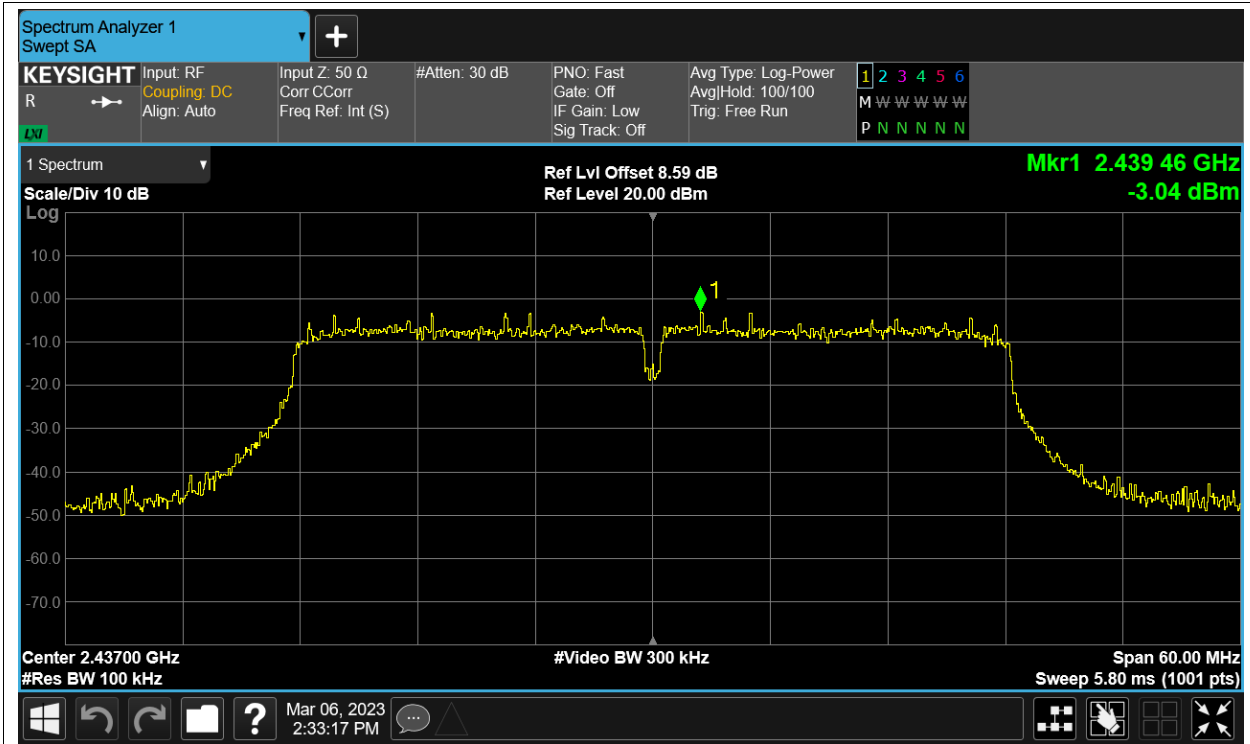 Spectrum Analyzer 1
Swept SA
KEYSIGHT
R
LXI
Input: RF
Coupling: DC
Align: Auto
Input Z: 50 Ω
Corr CCorr
Freq Ref: Int (S)
#Atten: 30 dB
PNO: Fast
Gate: Off
IF Gain: Low
Sig Track: Off
Avg Type: Log-Power
Avg|Hold: 100/100
Trig: Free Run
1 2 3 4 5 6
M W W W W W
P N N N N N
1 Spectrum
Scale/Div 10 dB
Ref Lvl Offset 8.59 dB
Ref Level 20.00 dBm
Mkr1 2.439 46 GHz
-3.04 dBm
Log
10.0
0.00
-10.0
-20.0
-30.0
-40.0
-50.0
-60.0
-70.0
1
Center 2.43700 GHz
#Res BW 100 kHz
#Video BW 300 kHz
Span 60.00 MHz
Sweep 5.80 ms (1001 pts)
?
Mar 06, 2023
2:33:17 PM